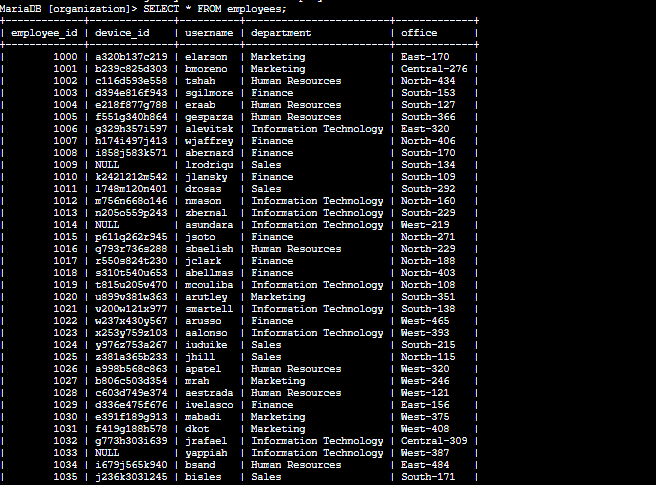 MariaDB [organization]> SELECT * FROM employees;
+-------------+--------------+----------+------------------------+-------------+
| employee_id | device_id    | username | department             | office      |
+-------------+--------------+----------+------------------------+-------------+
|        1000 | a320b137c219 | elarson  | Marketing              | East-170    |
|        1001 | b239c825d303 | bmoreno  | Marketing              | Central-276 |
|        1002 | c116d593e558 | tshah    | Human Resources        | North-434   |
|        1003 | d394e816f943 | sgilmore | Finance                | South-153   |
|        1004 | e218f877g788 | eraab    | Human Resources        | South-127   |
|        1005 | f551g340h864 | gesparza | Human Resources        | South-366   |
|        1006 | g329h357i597 | alevitsk | Information Technology | East-320    |
|        1007 | h174i497j413 | wjaffrey | Finance                | North-406   |
|        1008 | i858j583k571 | abernard | Finance                | South-170   |
|        1009 | NULL         | lrodriqu | Sales                  | South-134   |
|        1010 | k242l212m542 | jlansky  | Finance                | South-109   |
|        1011 | l748m120n401 | drosas   | Sales                  | South-292   |
|        1012 | m756n668o146 | nmason   | Information Technology | North-160   |
|        1013 | n205o559p243 | zbernal  | Information Technology | South-229   |
|        1014 | NULL         | asundara | Information Technology | West-219    |
|        1015 | p611q262r945 | jsoto    | Finance                | North-271   |
|        1016 | q793r736s288 | sbaelish | Human Resources        | North-229   |
|        1017 | r550s824t230 | jclark   | Finance                | North-188   |
|        1018 | s310t540u653 | abellmas | Finance                | North-403   |
|        1019 | t815u205v470 | mcouliba | Information Technology | North-108   |
|        1020 | u899v381w363 | arutley  | Marketing              | South-351   |
|        1021 | v200w121x977 | smartell | Information Technology | South-138   |
|        1022 | w237x430y567 | arusso   | Finance                | West-465    |
|        1023 | x253y759z103 | aalonso  | Information Technology | West-393    |
|        1024 | y976z753a267 | iuduike  | Sales                  | South-215   |
|        1025 | z381a365b233 | jhill    | Sales                  | North-115   |
|        1026 | a998b568c863 | apatel   | Human Resources        | West-320    |
|        1027 | b806c503d354 | mrah     | Marketing              | West-246    |
|        1028 | c603d749e374 | aestrada | Human Resources        | West-121    |
|        1029 | d336e475f676 | ivelasco | Finance                | East-156    |
|        1030 | e391f189g913 | mabadi   | Marketing              | West-375    |
|        1031 | f419g188h578 | dkot     | Marketing              | West-408    |
|        1032 | g773h303i639 | jrafael  | Information Technology | Central-309 |
|        1033 | NULL         | yappiah  | Information Technology | West-387    |
|        1034 | i679j565k940 | bsand    | Human Resources        | East-484    |
|        1035 | j236k303l245 | bisles   | Sales                  | South-171   |